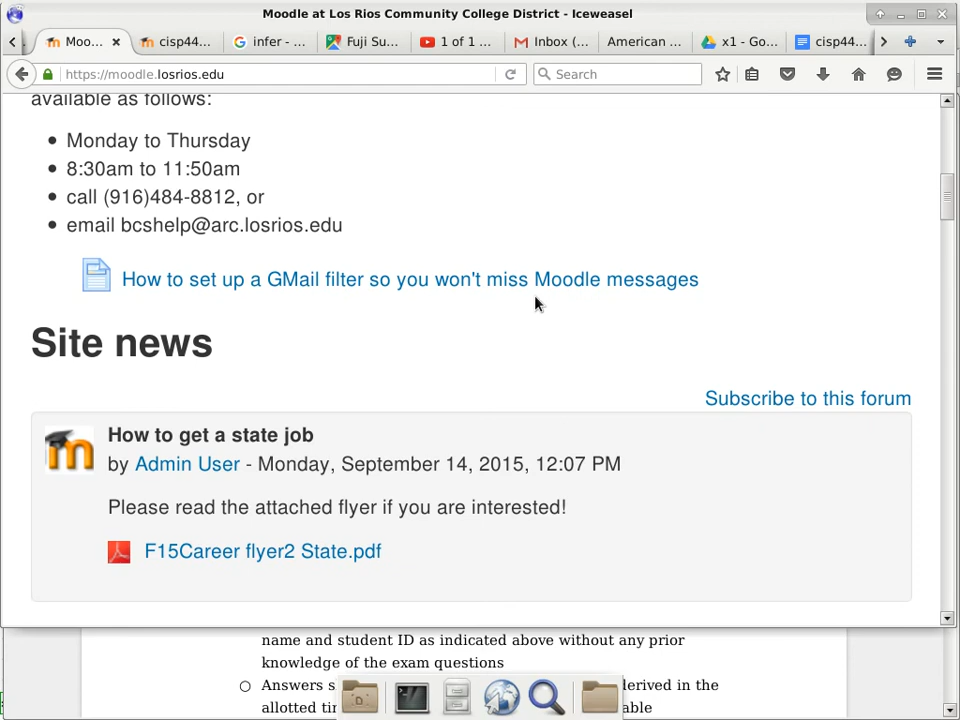 Moodle at Los Rios Community College District - Iceweasel
Moo... cisp44... infer - ... Fuji Su... 1 of 1 ... Inbox (... American ... x1 - Go... cisp44...
https://moodle.losrios.edu Search
available as follows:
• Monday to Thursday
• 8:30am to 11:50am
• call (916)484-8812, or
• email bcshelp@arc.losrios.edu
How to set up a GMail filter so you won't miss Moodle messages
Site news
Subscribe to this forum
How to get a state job
by Admin User - Monday, September 14, 2015, 12:07 PM
Please read the attached flyer if you are interested!
F15Career flyer2 State.pdf
name and student ID as indicated above without any prior
knowledge of the exam questions
Answers derived in the
allotted